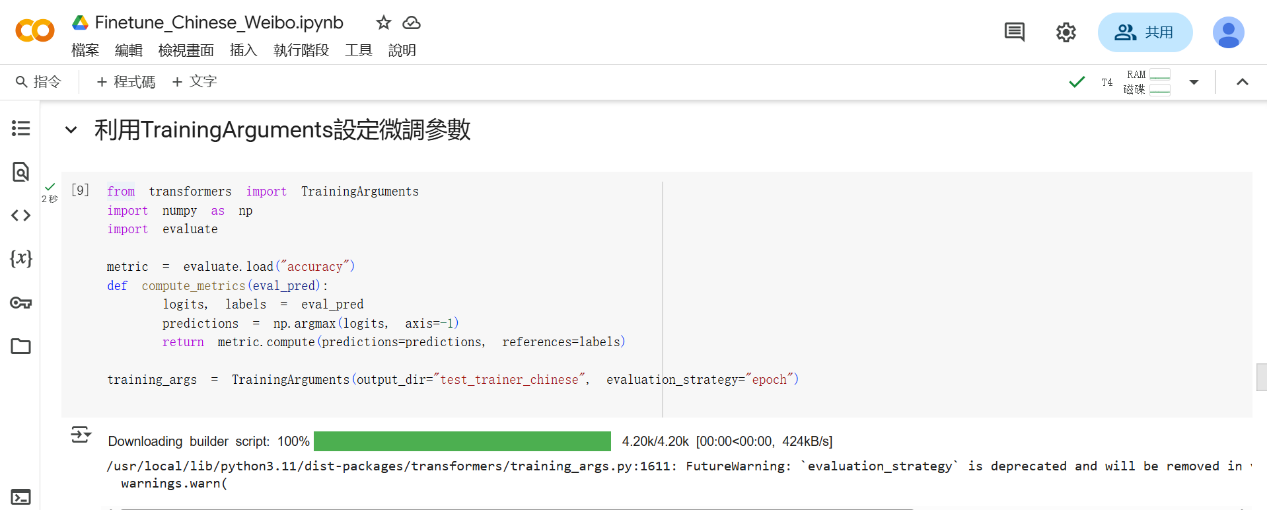 Finetune_Chinese_Weibo.ipynb
檔案 編輯 檢視畫面 插入 執行階段 工具 說明
共用
指令 + 程式碼 + 文字
T4 RAM
磁碟
利用TrainingArguments設定微調參數
[9] from transformers import TrainingArguments
2 秒
import numpy as np
import evaluate
metric = evaluate.load("accuracy")
def compute_metrics(eval_pred):
logits, labels = eval_pred
predictions = np.argmax(logits, axis=-1)
return metric.compute(predictions=predictions, references=labels)
training_args = TrainingArguments(output_dir="test_trainer_chinese", evaluation_strategy="epoch")
Downloading builder script: 100% 4.20k/4.20k [00:00<00:00, 424kB/s]
/usr/local/lib/python3.11/dist-packages/transformers/training_args.py:1611: FutureWarning: `evaluation_strategy` is deprecated and will be removed in
warnings.warn(